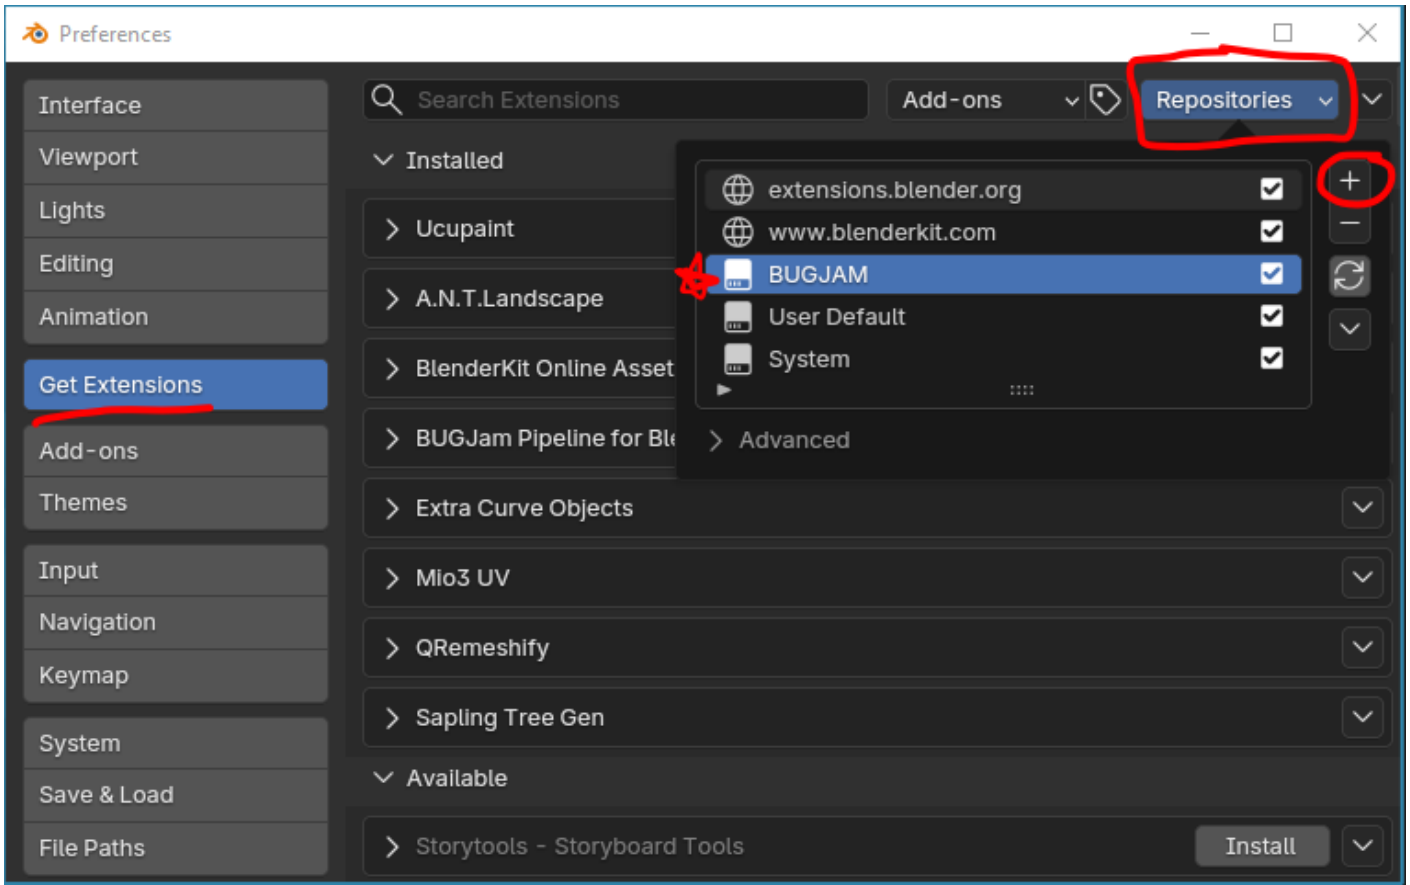 Preferences
Interface
Viewport
Lights
Editing
Animation
Get Extensions
Add-ons
Themes
Input
Navigation
Keymap
System
Save & Load
File Paths
Search Extensions
Add-ons
Repositories
Installed
Ucupaint
A.N.T.Landscape
BlenderKit Online Asset
BUGJam Pipeline for Ble
Extra Curve Objects
Mio3 UV
QRemeshify
Sapling Tree Gen
Available
Storytools - Storyboard Tools
Install
extensions.blender.org
www.blenderkit.com
BUGJAM
User Default
System
Advanced